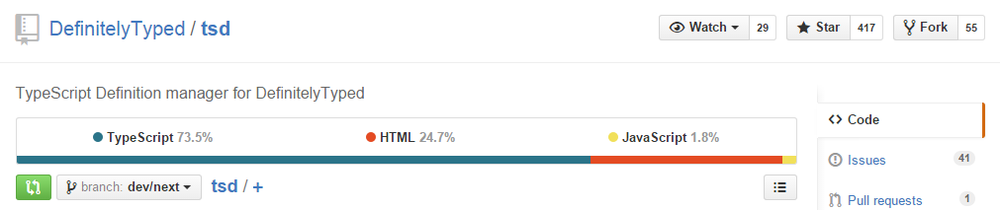 DefinitelyTyped / tsd
Watch 29 Star 417 Fork 55
TypeScript Definition manager for DefinitelyTyped
TypeScript 73.5% HTML 24.7% JavaScript 1.8%
Code
branch: dev/next tsd / +
Issues 41
Pull requests 1